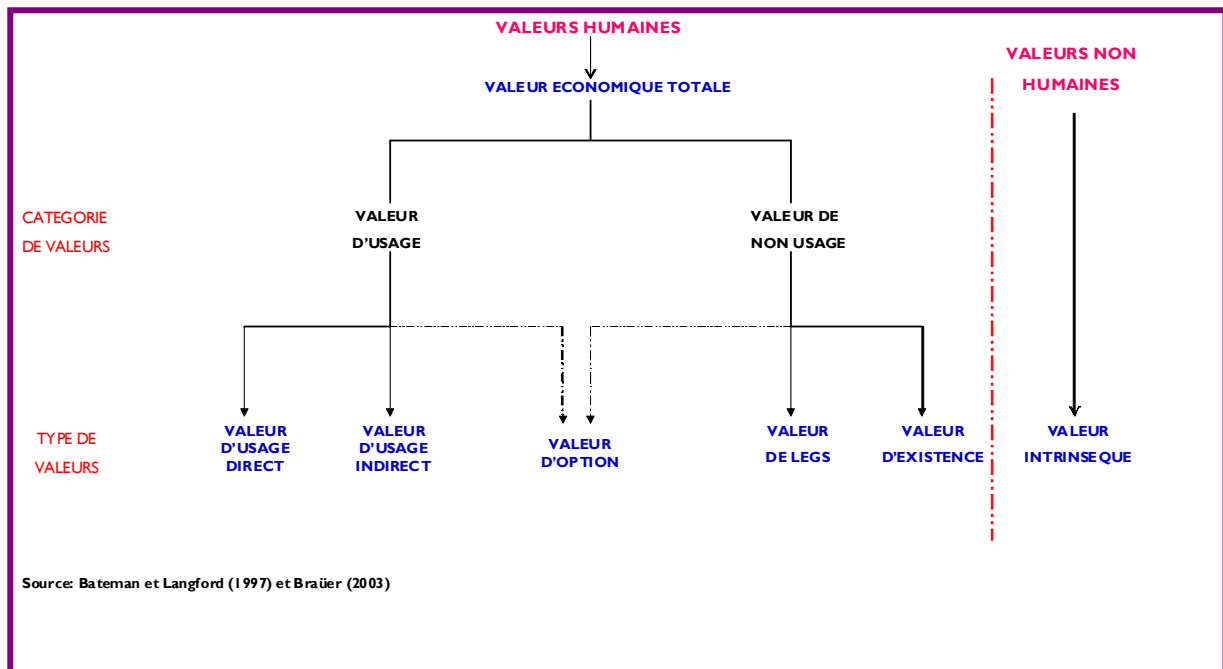 VALEURS HUMAINES
VALEURS NON
HUMAINES
VALEUR ECONOMIQUE TOTALE
CATEGORIE
DE VALEURS
VALEUR
D'USAGE
VALEUR DE
NON USAGE
TYPE DE
VALEURS
VALEUR
D'USAGE
DIRECT
VALEUR
D'USAGE
INDIRECT
VALEUR
D'OPTION
VALEUR
DE LEGS
VALEUR
D'EXISTENCE
VALEUR
INTRINSEQUE
Source: Bateman et Langford (1997) et Braüer (2003)